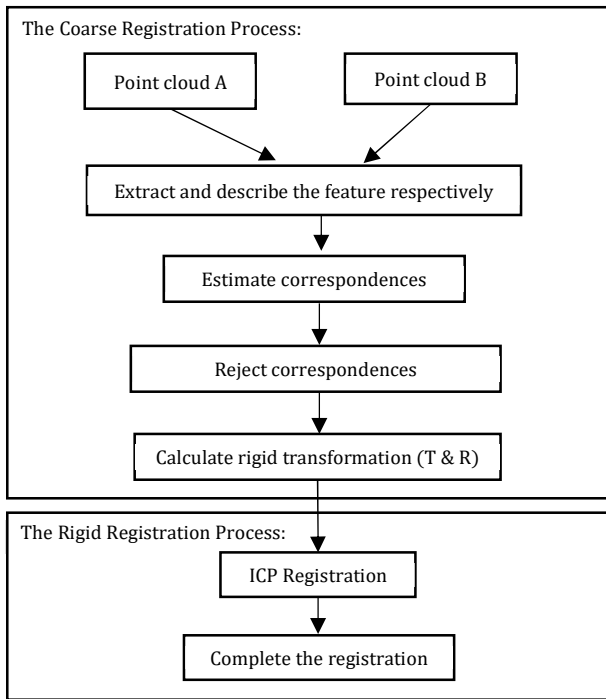 The Coarse Registration Process:
Point cloud A
Point cloud B
Extract and describe the feature respectively
Estimate correspondences
Reject correspondences
Calculate rigid transformation (T & R)
The Rigid Registration Process:
ICP Registration
Complete the registration